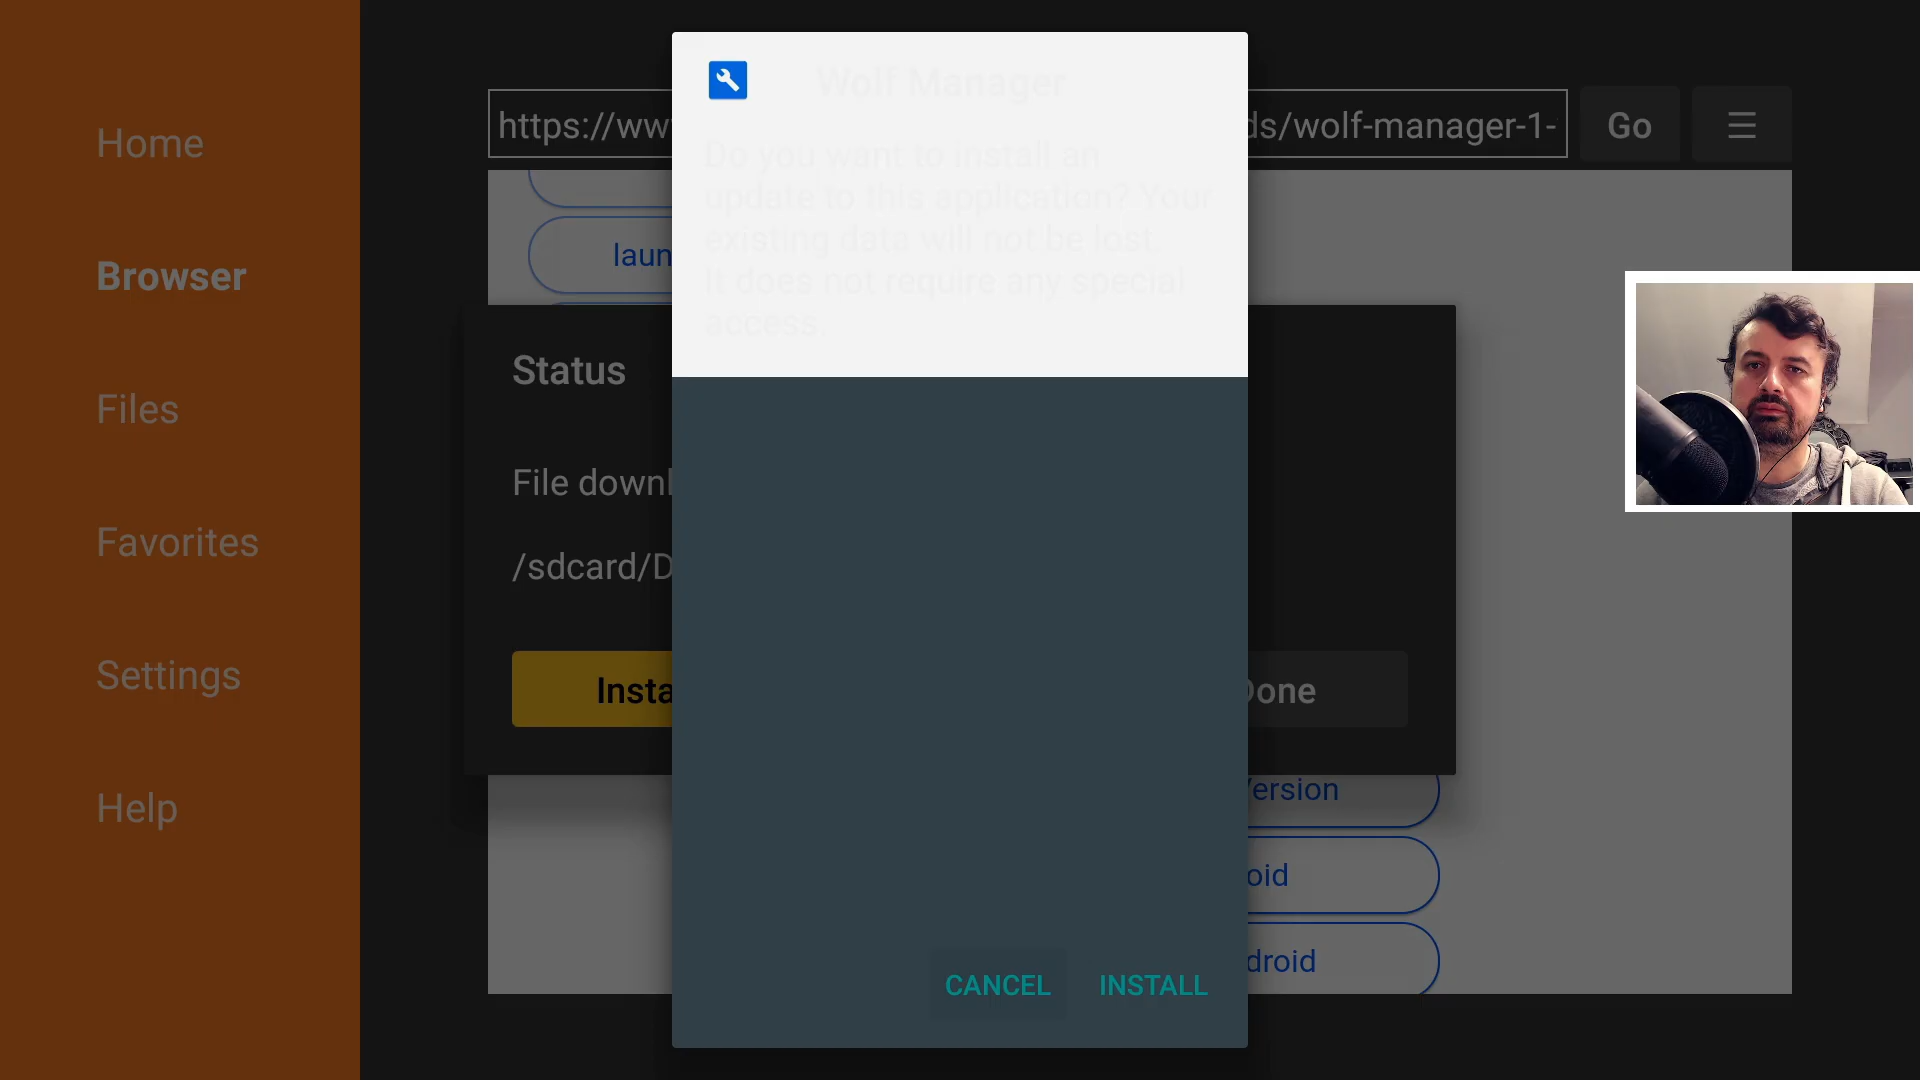 Home
Browser
Files
Favorites
Settings
Help
https://ww
ds/wolf-manager-1-
Go
laun
Wolf Manager
Do you want to install an
update to this application? Your
existing data will not be lost.
It does not require any special
access.
Status
File downl
/sdcard/D
Insta
Done
CANCEL
INSTALL
Version
oid
droid